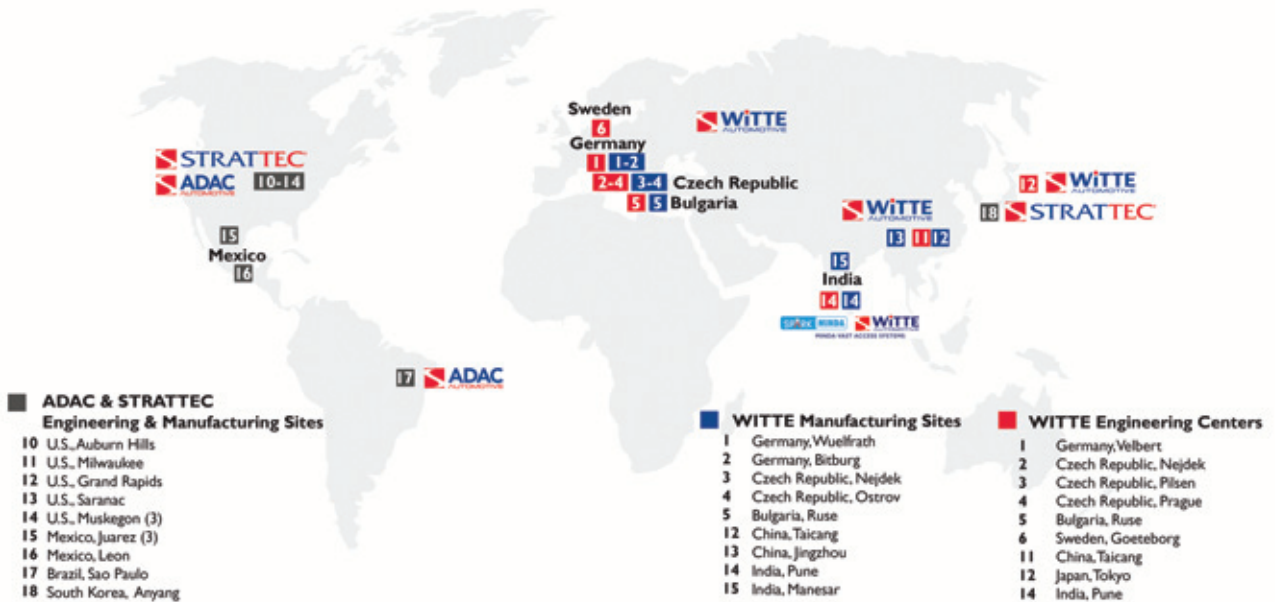 Sweden
6
Germany
1 1-2
2-4 3-4 Czech Republic
5 5 Bulgaria
WiTTE
AUTOMOTIVE
STRATTEC
ADAC
AUTOMOTIVE
10-14
15
Mexico
16
12 WiTTE
AUTOMOTIVE
18 STRATTEC
WiTTE
AUTOMOTIVE
13 11 12
15
India
14 14
SPARK MINDA WiTTE
MINDA VAST ACCESS SYSTEMS
17 ADAC
AUTOMOTIVE
ADAC & STRATTEC
Engineering & Manufacturing Sites
10 U.S., Auburn Hills
11 U.S., Milwaukee
12 U.S., Grand Rapids
13 U.S., Saranac
14 U.S., Muskegon (3)
15 Mexico, Juarez (3)
16 Mexico, Leon
17 Brazil, Sao Paulo
18 South Korea, Anyang
WITTE Manufacturing Sites
1 Germany, Wuelfrath
2 Germany, Bitburg
3 Czech Republic, Nejdek
4 Czech Republic, Ostrov
5 Bulgaria, Ruse
12 China, Taicang
13 China, Jingzhou
14 India, Pune
15 India, Manesar
WITTE Engineering Centers
1 Germany, Velbert
2 Czech Republic, Nejdek
3 Czech Republic, Pilsen
4 Czech Republic, Prague
5 Bulgaria, Ruse
6 Sweden, Goeteborg
11 China, Taicang
12 Japan, Tokyo
14 India, Pune